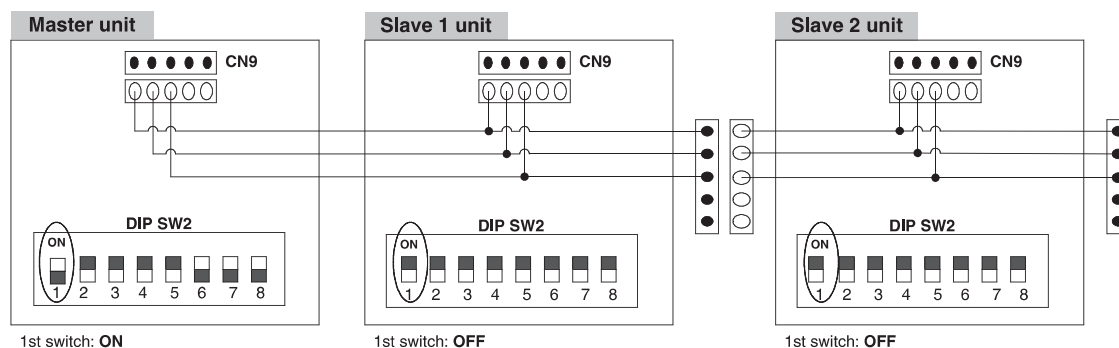 Master unit
CN9
DIP SW2
ON
1 2 3 4 5 6 7 8
1st switch: ON
Slave 1 unit
CN9
DIP SW2
ON
1 2 3 4 5 6 7 8
1st switch: OFF
Slave 2 unit
CN9
DIP SW2
ON
1 2 3 4 5 6 7 8
1st switch: OFF